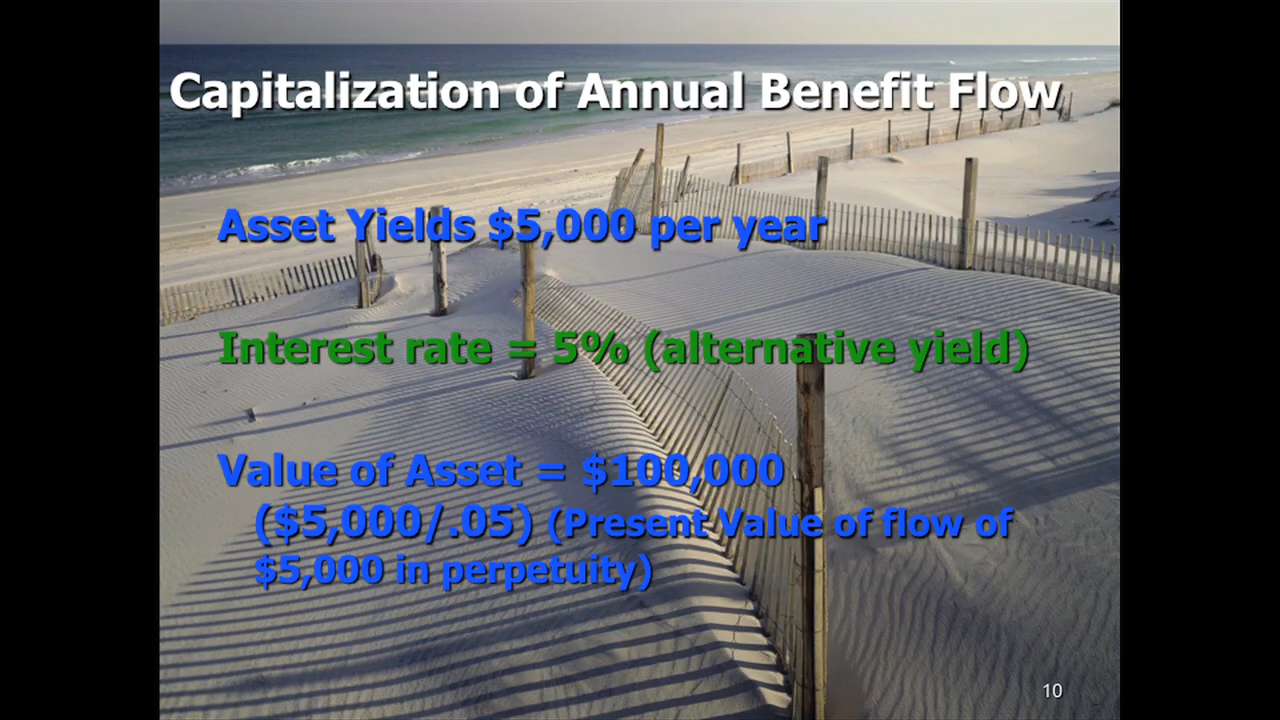 Capitalization of Annual Benefit Flow
Asset Yields $5,000 per year
Interest rate = 5% (alternative yield)
Value of Asset = $100,000
($5,000/.05) (Present Value of flow of
$5,000 in perpetuity)
10